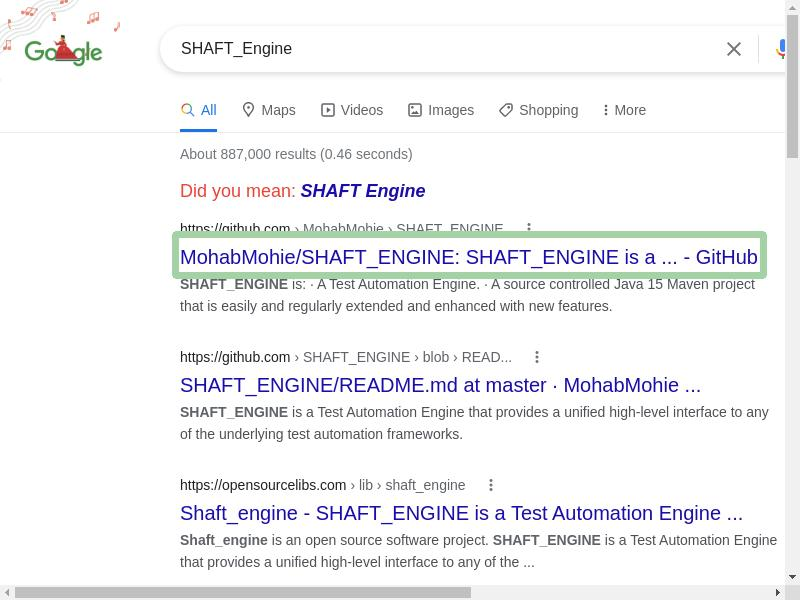 Google
SHAFT_Engine
All Maps Videos Images Shopping More
About 887,000 results (0.46 seconds)
Did you mean: SHAFT Engine
https://github.com › MohabMohie › SHAFT_ENGINE
MohabMohie/SHAFT_ENGINE: SHAFT_ENGINE is a ... - GitHub
SHAFT_ENGINE is: · A Test Automation Engine. · A source controlled Java 15 Maven project
that is easily and regularly extended and enhanced with new features.
https://github.com › SHAFT_ENGINE › blob › READ...
SHAFT_ENGINE/README.md at master · MohabMohie ...
SHAFT_ENGINE is a Test Automation Engine that provides a unified high-level interface to any
of the underlying test automation frameworks.
https://opensourcelibs.com › lib › shaft_engine
Shaft_engine - SHAFT_ENGINE is a Test Automation Engine ...
Shaft_engine is an open source software project. SHAFT_ENGINE is a Test Automation Engine
that provides a unified high-level interface to any of the ...